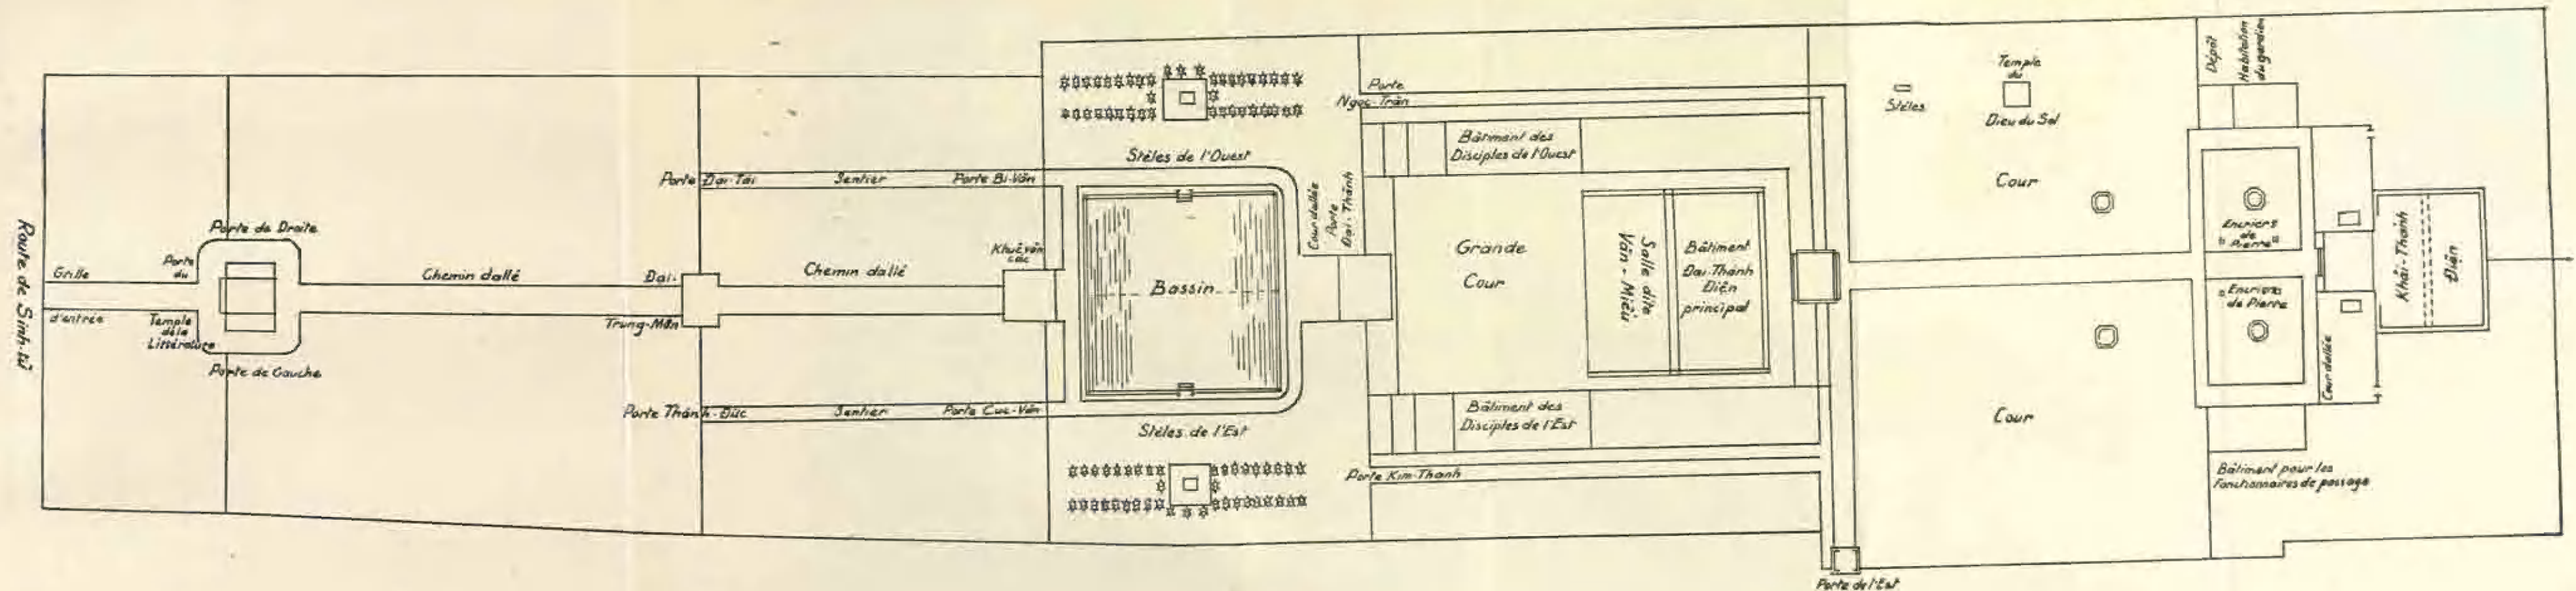 Route de Sinh-tù
Grille
d'entrée
Porte
du
Temple
de la
Littérature
Porte de Droite
Porte de Gauche
Chemin dallé
Đại-
Trung-Môn
Porte Đại-Tài
Sentier
Porte Bi-Văn
Chemin dallé
Khuê văn
các
Porte Thánh-Đức
Sentier
Porte Cuc-Văn
Stèles de l'Ouest
Bassin
Stèles de l'Est
Cour dallée
Porte
Đại-Thành
Porte
Ngọc-Trân
Bâtiment des
Disciples de l'Ouest
Grande
Cour
Salle dite
Văn-Miếu
Bâtiment
Đại-Thành
Điện
principal
Bâtiment des
Disciples de l'Est
Porte Kim-Thanh
Porte de l'Est
Stèles
Temple
du
Dieu du Sol
Cour
Cour
Dépôt
Habitation
du gardien
Encriers
de
"Pierre"
"Encriers
de Pierre
Cour dallée
Khải-Thánh
Điện
Bâtiment pour les
Fonctionnaires de passage